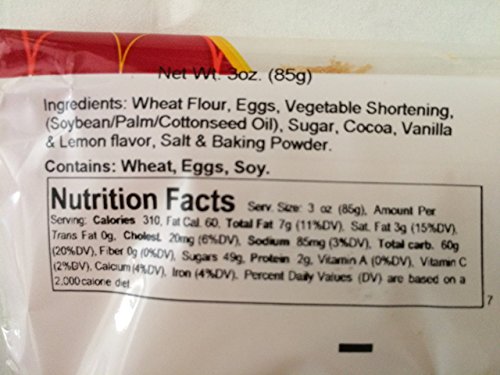 Net Wt. 3oz. (85g)
Ingredients: Wheat Flour, Eggs, Vegetable Shortening,
(Soybean/Palm/Cottonseed Oil), Sugar, Cocoa, Vanilla
& Lemon flavor, Salt & Baking Powder.
Contains: Wheat, Eggs, Soy.
Nutrition Facts Serv. Size: 3 oz (85g), Amount Per
Serving: Calories 310, Fat Cal. 60, Total Fat 7g (11%DV), Sat. Fat 3g (15%DV),
Trans Fat 0g, Cholest. 20mg (6%DV), Sodium 85mg (3%DV), Total carb. 60g
(20%DV), Fiber 0g (0%DV), Sugars 49g, Protein 2g, Vitamin A (0%DV), Vitamin C
(2%DV), Calcium (4%DV), Iron (4%DV). Percent Daily Values (DV) are based on a
2,000 calorie diet
7